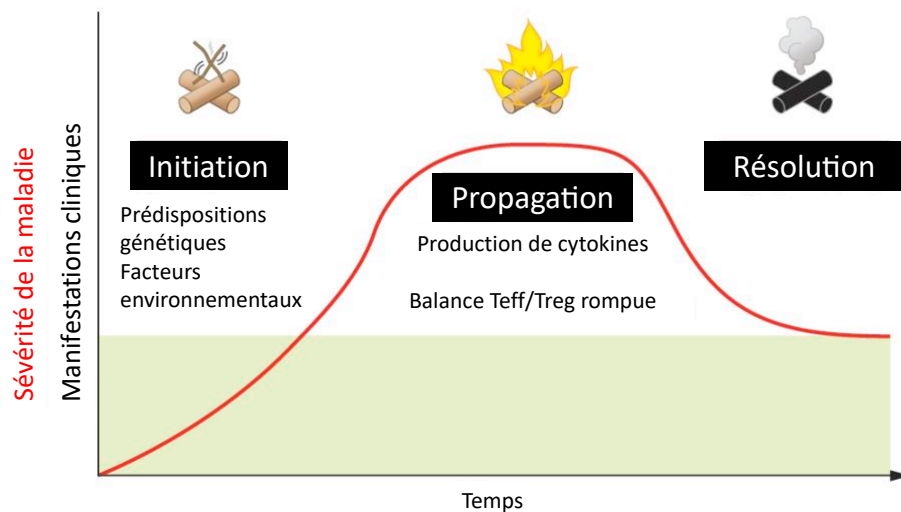 Sévérité de la maladie
Manifestations cliniques
Initiation
Prédispositions
génétiques
Facteurs
environnementaux
Propagation
Production de cytokines
Balance Teff/Treg rompue
Résolution
Temps